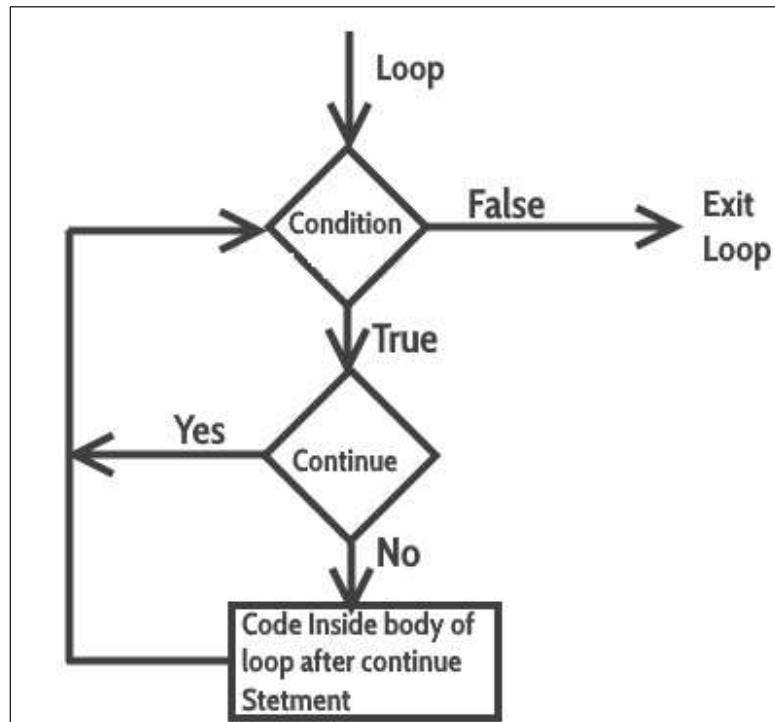 Loop
Condition
False
Exit
Loop
True
Yes
Continue
No
Code Inside body of
loop after continue
Stetment